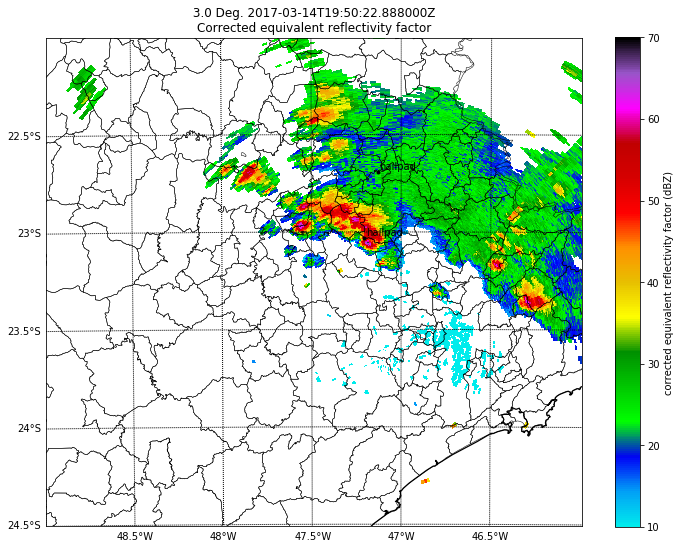 3.0 Deg. 2017-03-14T19:50:22.888000Z
Corrected equivalent reflectivity factor
70
60
50
40
30
20
10
corrected equivalent reflectivity factor (dBZ)
22.5°S
23°S
23.5°S
24°S
24.5°S
hailpad
hailpad
48.5°W
48°W
47.5°W
47°W
46.5°W